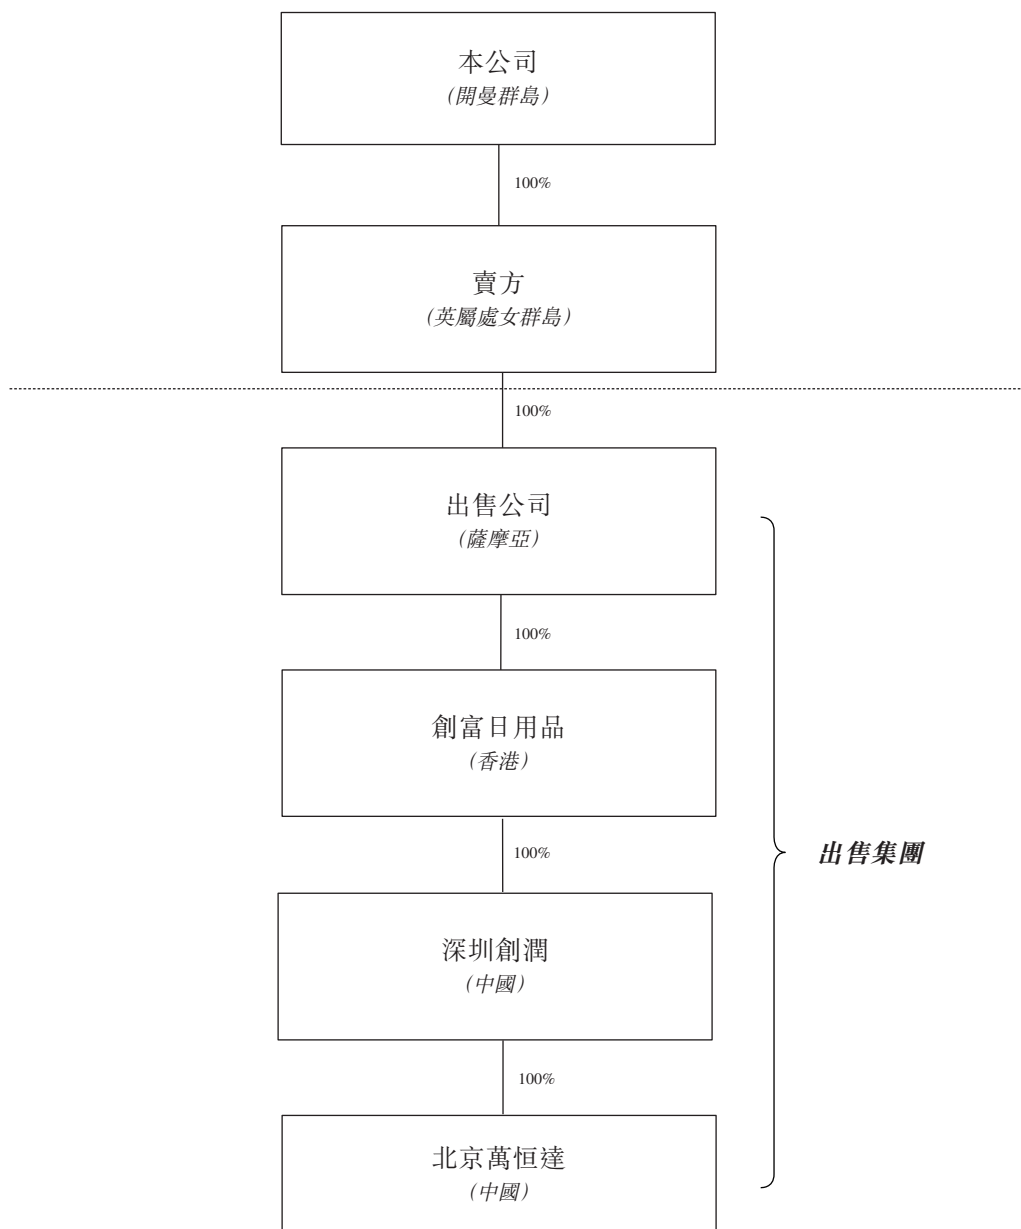 本公司
（開曼群島）
100%
賣方
（英屬處女群島）
100%
出售公司
（薩摩亞）
100%
創富日用品
（香港）
100%
出售集團
深圳創潤
（中國）
100%
北京萬恒達
（中國）